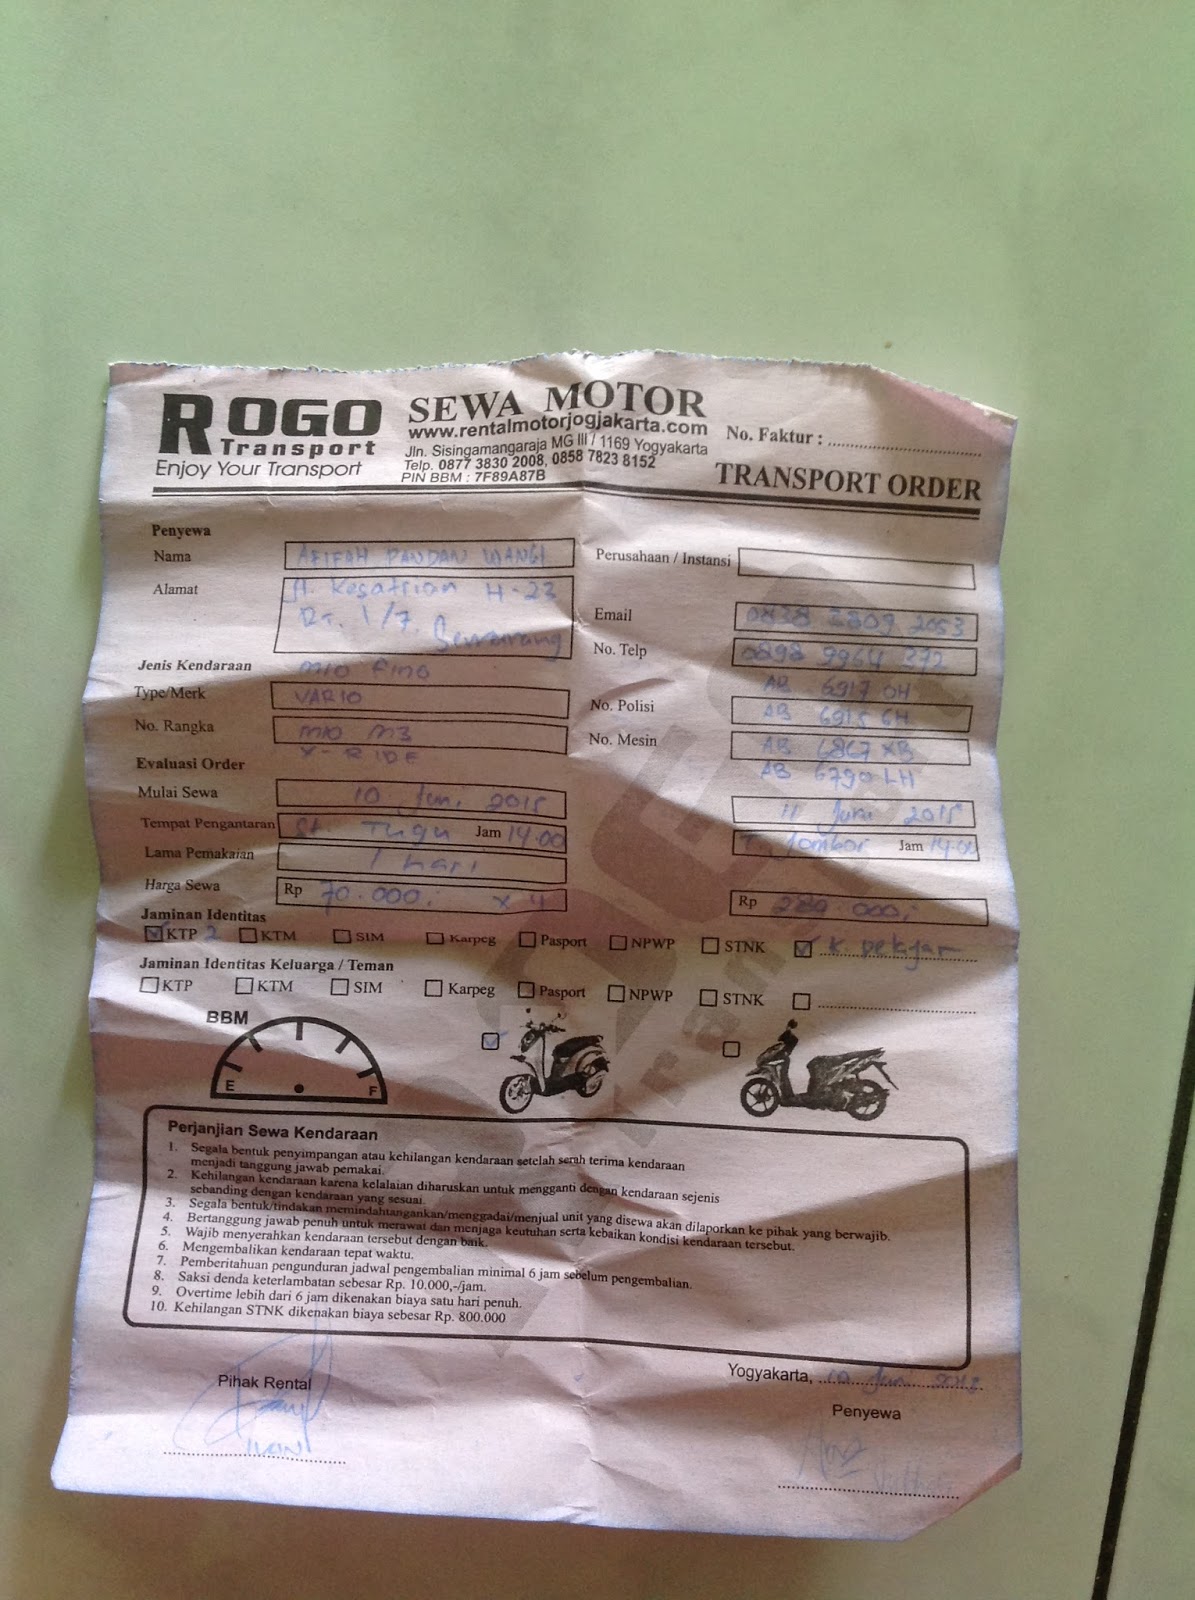 ROGO
Transport
Enjoy Your Transport
SEWA MOTOR
www.rentalmotorjogjakarta.com
Jln. Sisingamangaraja MG III / 1169 Yogyakarta
Telp. 0877 3830 2008, 0858 7823 8152
PIN BBM : 7F89A87B
No. Faktur :
TRANSPORT ORDER
Penyewa
Nama AFIFAH PANDAN WANGI Perusahaan / Instansi
Alamat Jl. Kesatrian H-23
Rt. 1/7. Semarang
Email 0838 2053
No. Telp 0898 9964 372
Jenis Kendaraan MIO FINO AB 6917 OH
Type/Merk VARIO No. Polisi AB 6915 GH
No. Rangka MIO M3 No. Mesin AB 6867 XB
X-RIDE AB 6790 LH
Evaluasi Order
Mulai Sewa 10 Juni 2015 11 Juni 2015
Tempat Pengantaran St. Tugu Jam 14.00 T. Jombor Jam 14.00
Lama Pemakaian 1 hari
Harga Sewa Rp 70.000,- x 4 Rp 280.000,-
Jaminan Identitas
KTP 2 KTM SIM Karpeg Pasport NPWP STNK K. Pelajar
Jaminan Identitas Keluarga / Teman
KTP KTM SIM Karpeg Pasport NPWP STNK
BBM
E F
Perjanjian Sewa Kendaraan
1. Segala bentuk penyimpangan atau kehilangan kendaraan setelah serah terima kendaraan
menjadi tanggung jawab pemakai.
2. Kehilangan kendaraan karena kelalaian diharuskan untuk mengganti dengan kendaraan sejenis
sebanding dengan kendaraan yang sesuai.
3. Segala bentuk/tindakan memindahtangankan/menggadai/menjual unit yang disewa akan dilaporkan ke pihak yang berwajib.
4. Bertanggung jawab penuh untuk merawat dan menjaga keutuhan serta kebaikan kondisi kendaraan tersebut.
5. Wajib menyerahkan kendaraan tersebut dengan baik.
6. Mengembalikan kendaraan tepat waktu.
7. Pemberitahuan pengunduran jadwal pengembalian minimal 6 jam sebelum pengembalian.
8. Saksi denda keterlambatan sebesar Rp. 10.000,-/jam.
9. Overtime lebih dari 6 jam dikenakan biaya satu hari penuh.
10. Kehilangan STNK dikenakan biaya sebesar Rp. 800.000
Yogyakarta, 10 Juni
Pihak Rental
Penyewa